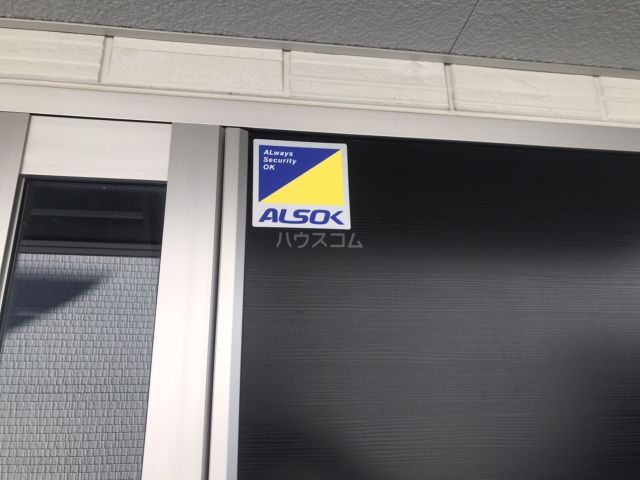 ALways
Security
OK
ALSOK
ハウスコム